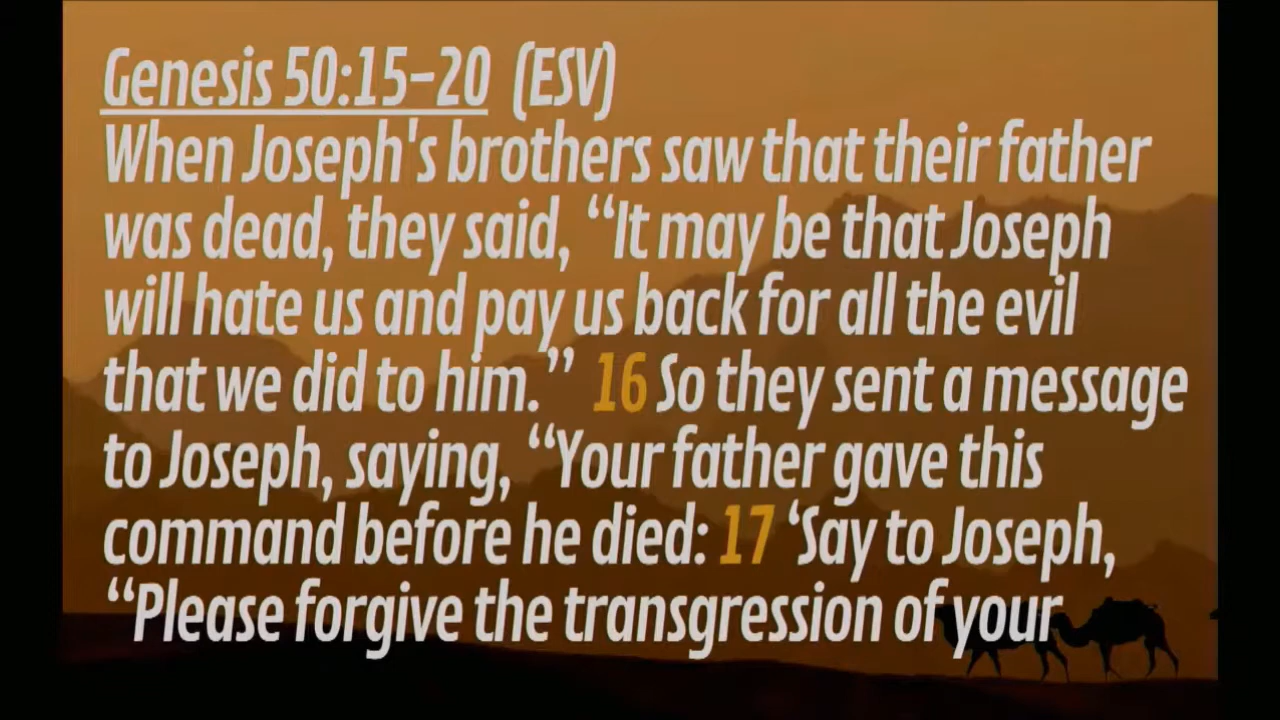 Genesis 50:15–20 (ESV)
When Joseph's brothers saw that their father
was dead, they said, “It may be that Joseph
will hate us and pay us back for all the evil
that we did to him.” 16 So they sent a message
to Joseph, saying, “Your father gave this
command before he died: 17 ‘Say to Joseph,
“Please forgive the transgression of your